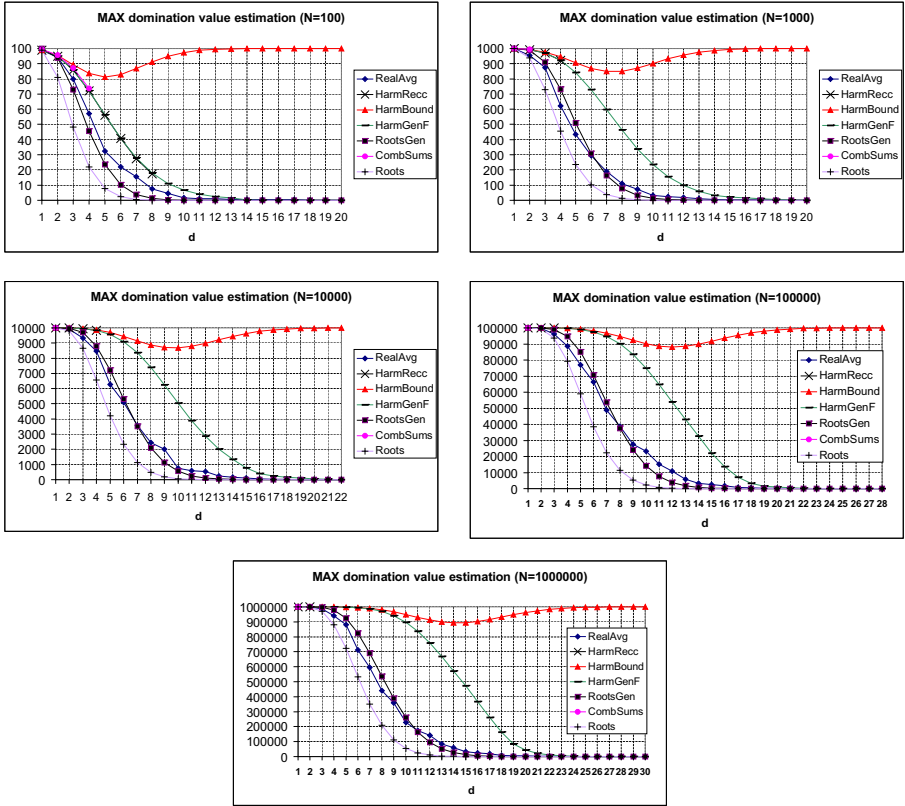 MAX domination value estimation (N=100)
100
90
80
70
60
50
40
30
20
10
0
1 2 3 4 5 6 7 8 9 10 11 12 13 14 15 16 17 18 19 20
d
RealAvg
HarmRecc
HarmBound
HarmGenF
RootsGen
CombSums
Roots
MAX domination value estimation (N=1000)
1000
900
800
700
600
500
400
300
200
100
0
1 2 3 4 5 6 7 8 9 10 11 12 13 14 15 16 17 18 19 20
d
RealAvg
HarmRecc
HarmBound
HarmGenF
RootsGen
CombSums
Roots
MAX domination value estimation (N=10000)
10000
9000
8000
7000
6000
5000
4000
3000
2000
1000
0
1 2 3 4 5 6 7 8 9 10 11 12 13 14 15 16 17 18 19 20 21 22
d
RealAvg
HarmRecc
HarmBound
HarmGenF
RootsGen
CombSums
Roots
MAX domination value estimation (N=100000)
100000
90000
80000
70000
60000
50000
40000
30000
20000
10000
0
1 2 3 4 5 6 7 8 9 10 11 12 13 14 15 16 17 18 19 20 21 22 23 24 25 26 27 28
d
RealAvg
HarmRecc
HarmBound
HarmGenF
RootsGen
CombSums
Roots
MAX domination value estimation (N=1000000)
1000000
900000
800000
700000
600000
500000
400000
300000
200000
100000
0
1 2 3 4 5 6 7 8 9 10 11 12 13 14 15 16 17 18 19 20 21 22 23 24 25 26 27 28 29 30
d
RealAvg
HarmRecc
HarmBound
HarmGenF
RootsGen
CombSums
Roots